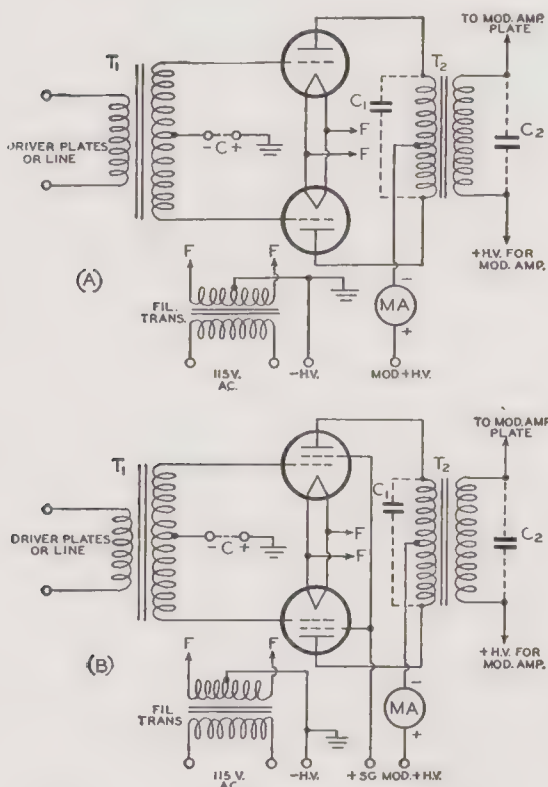 TO MOD. AMP.
PLATE
T1
T2
C1
C2
DRIVER PLATES
OR LINE
- C +
F
F
F
F
(A)
FIL.
TRANS.
MA
-
+
+H.V. FOR
MOD. AMP.
115 V.
AC.
-H.V.
MOD +H.V.
TO MOD. AMP.
PLATE
T1
T2
C1
C2
DRIVER PLATES
OR LINE
- C +
F
F
F
F
(B)
FIL
TRANS
MA
-
+
+ H.V. FOR
MOD. AMP.
115 V.
AC.
-H.V.
+ SG
MOD. + H.V.